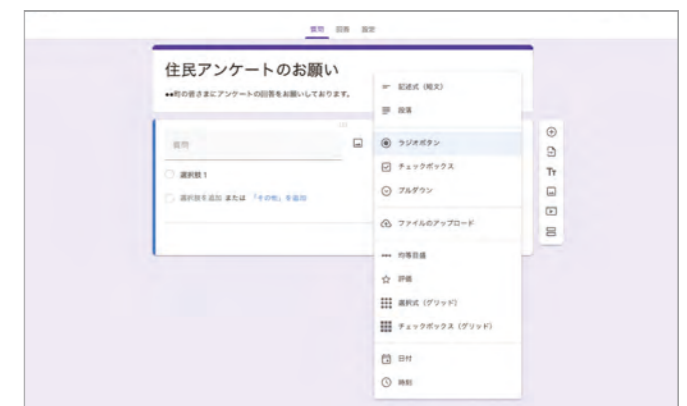 質問 回答 設定
住民アンケートのお願い
●●町の皆さまにアンケートの回答をお願いしております。
質問
選択肢 1
選択肢を追加 または 「その他」を追加
記述式（短文）
段落
ラジオボタン
チェックボックス
プルダウン
ファイルのアップロード
均等目盛
評価
選択式（グリッド）
チェックボックス（グリッド）
日付
時刻
Tт